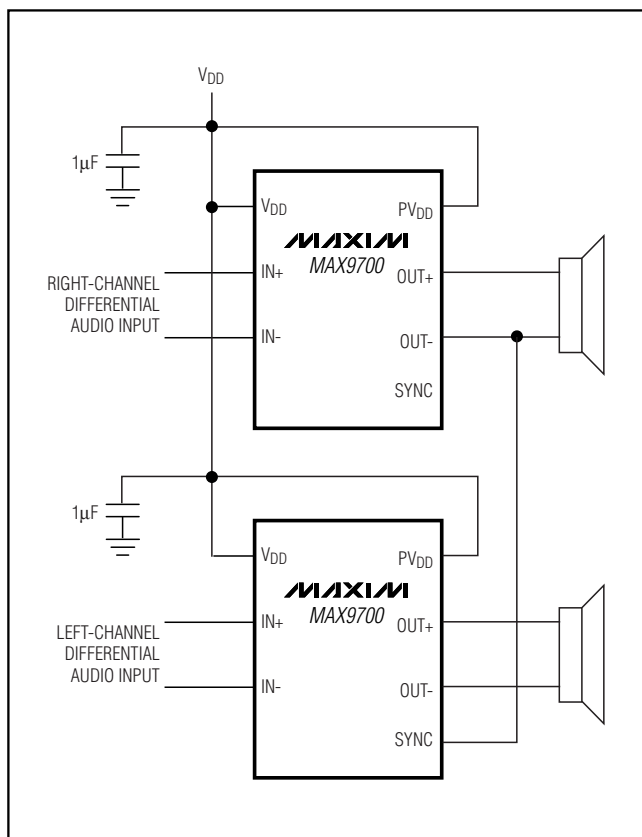 VDD
1µF
VDD
PVDD
MAXIM
MAX9700
RIGHT-CHANNEL
DIFFERENTIAL
AUDIO INPUT
IN+
IN-
OUT+
OUT-
SYNC
1µF
VDD
PVDD
MAXIM
MAX9700
LEFT-CHANNEL
DIFFERENTIAL
AUDIO INPUT
IN+
IN-
OUT+
OUT-
SYNC